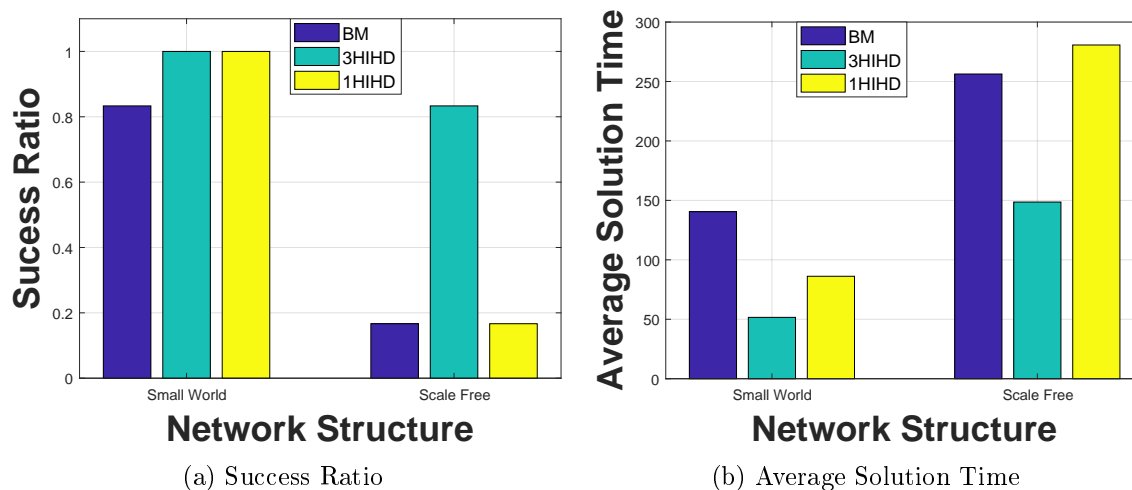 Sucess Ratio
1
0.8
0.6
0.4
0.2
0
BM
3HIHD
1HIHD
Small World
Scale Free
Network Structure
(a) Success Ratio
Average Solution Time
300
250
200
150
100
50
0
BM
3HIHD
1HIHD
Small World
Scale Free
Network Structure
(b) Average Solution Time